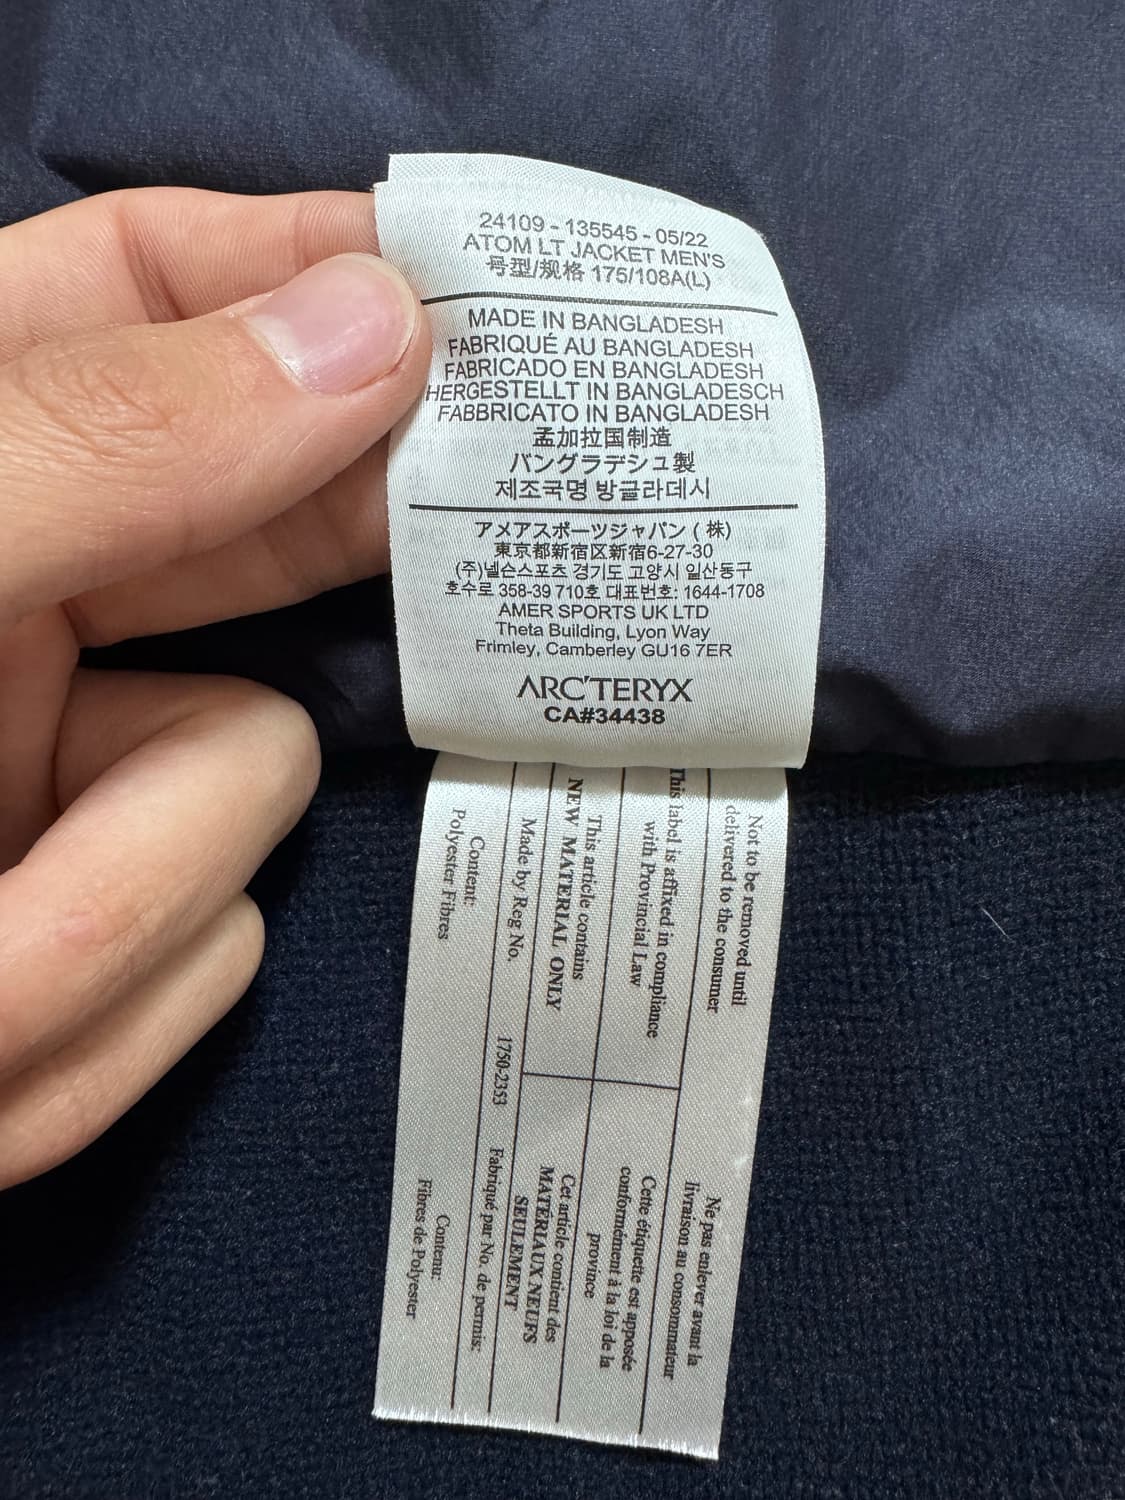 24109 - 135545 - 05/22
ATOM LT JACKET MEN'S
号型/规格 175/108A(L)
MADE IN BANGLADESH
FABRIQUÉ AU BANGLADESH
FABRICADO EN BANGLADESH
HERGESTELLT IN BANGLADESCH
FABBRICATO IN BANGLADESH
孟加拉国制造
バングラデシュ製
제조국명 방글라데시
アメアスポーツジャパン ( 株)
東京都新宿区新宿6-27-30
(주)넬슨스포츠 경기도 고양시 일산동구
호수로 358-39 710호 대표번호: 1644-1708
AMER SPORTS UK LTD
Theta Building, Lyon Way
Frimley, Camberley GU16 7ER
ARC'TERYX
CA#34438
Not to be removed until
delivered to the consumer
Ne pas enlever avant la
livraison au consommateur
This label is affixed in compliance
with Provincial Law
Cette étiquette est apposée
conformément à la loi de la
province
This article contains
NEW MATERIAL ONLY
Cet article contient des
MATÉRIAUX NEUFS
SEULEMENT
Made by Reg No. 1750-2353 Fabriqué par No. de permis:
Content:
Polyester Fibres
Contenu:
Fibres de Polyester